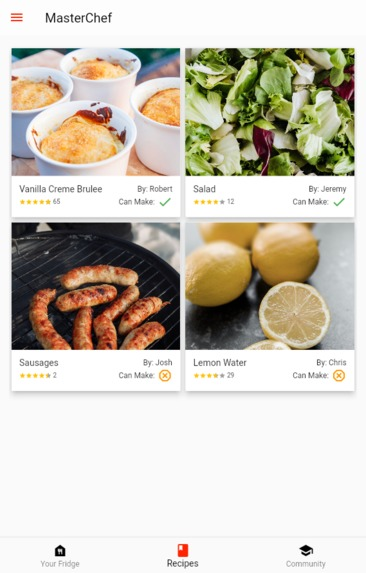 MasterChef
Vanilla Creme Brulee By: Robert
65 Can Make:
Salad By: Jeremy
12 Can Make:
Sausages By: Josh
2 Can Make:
Lemon Water By: Chris
29 Can Make:
Your Fridge Recipes Community